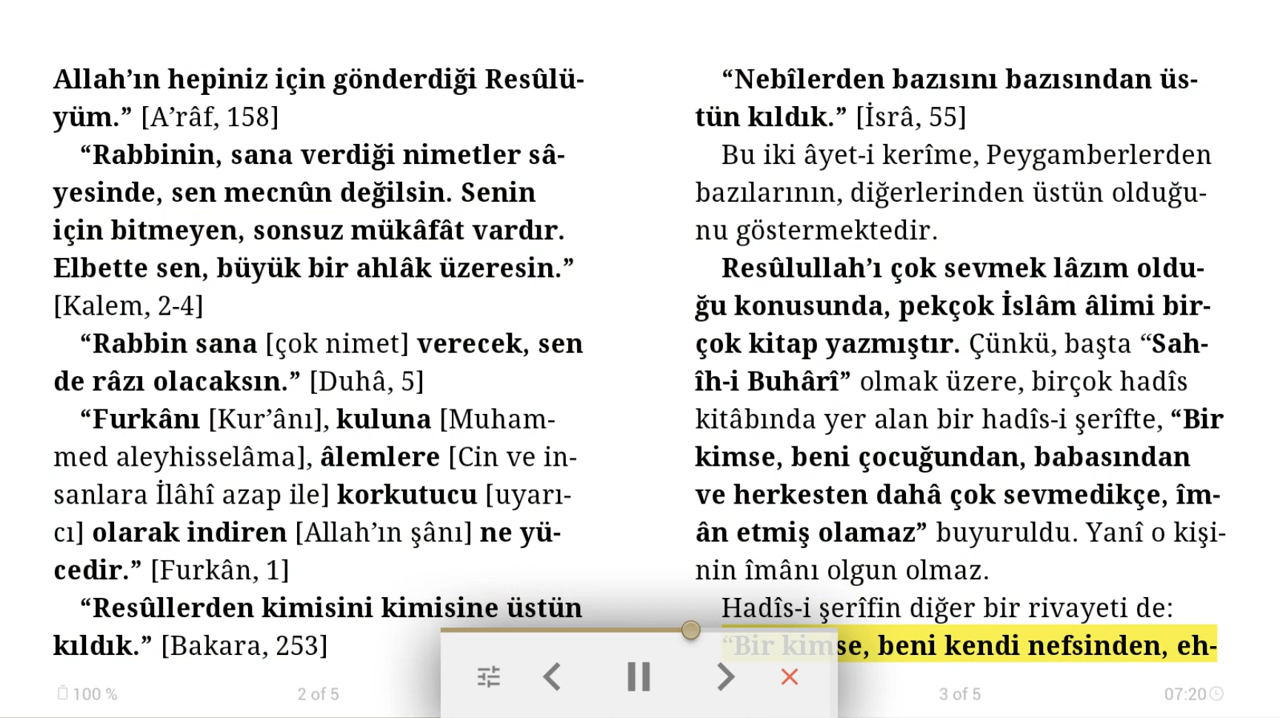 Allah’ın hepiniz için gönderdiği Resûlü-
yüm.” [A’râf, 158]
“Rabbinin, sana verdiği nimetler sâ-
yesinde, sen mecnûn değilsin. Senin
için bitmeyen, sonsuz mükâfât vardır.
Elbette sen, büyük bir ahlâk üzeresin.”
[Kalem, 2-4]
“Rabbin sana [çok nimet] verecek, sen
de râzı olacaksın.” [Duhâ, 5]
“Furkânı [Kur’ânı], kuluna [Muham-
med aleyhisselâma], âlemlere [Cin ve in-
sanlara İlâhî azap ile] korkutucu [uyarı-
cı] olarak indiren [Allah’ın şânı] ne yü-
cedir.” [Furkân, 1]
“Resûllerden kimisini kimisine üstün
kıldık.” [Bakara, 253]
100 %
2 of 5
“Nebîlerden bazısını bazısından üs-
tün kıldık.” [İsrâ, 55]
Bu iki âyet-i kerîme, Peygamberlerden
bazılarının, diğerlerinden üstün olduğu-
nu göstermektedir.
Resûlullah’ı çok sevmek lâzım oldu-
ğu konusunda, pekçok İslâm âlimi bir-
çok kitap yazmıştır. Çünkü, başta “Sah-
îh-i Buhârî” olmak üzere, birçok hadîs
kitâbında yer alan bir hadîs-i şerîfte, “Bir
kimse, beni çocuğundan, babasından
ve herkesten dahâ çok sevmedikçe, îm-
ân etmiş olamaz” buyuruldu. Yanî o kişi-
nin îmânı olgun olmaz.
Hadîs-i şerîfin diğer bir rivayeti de:
“Bir kimse, beni kendi nefsinden, eh-
3 of 5
07:20